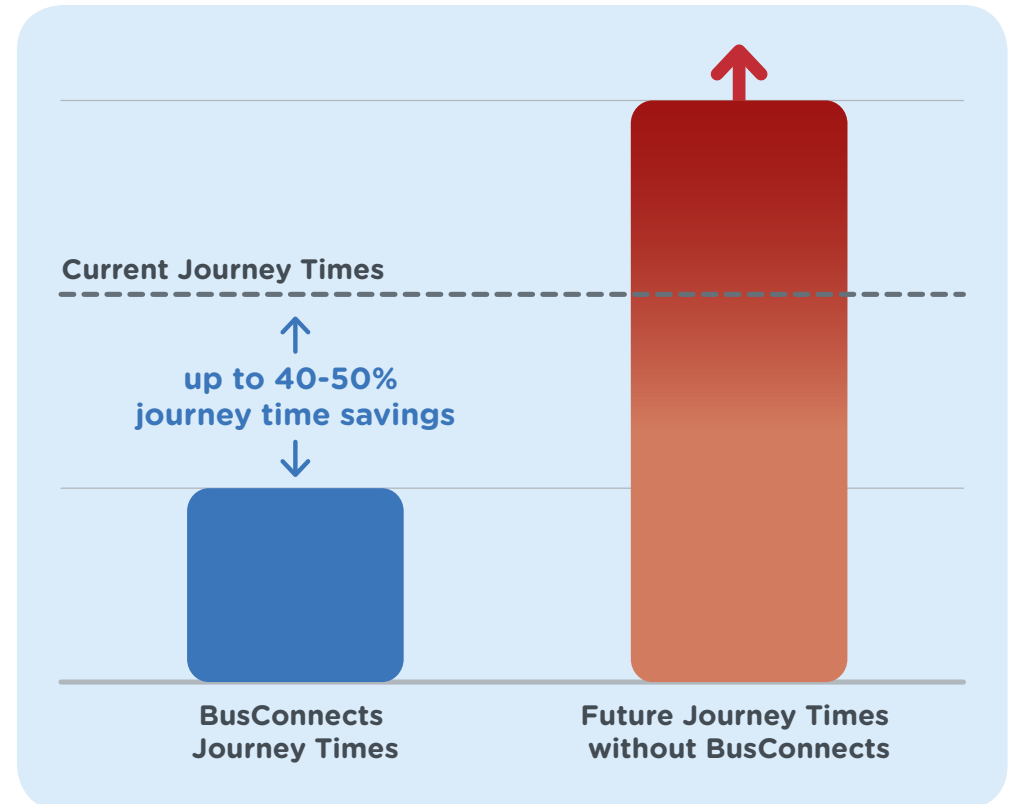 Current Journey Times
up to 40-50%
journey time savings
BusConnects
Journey Times
Future Journey Times
without BusConnects